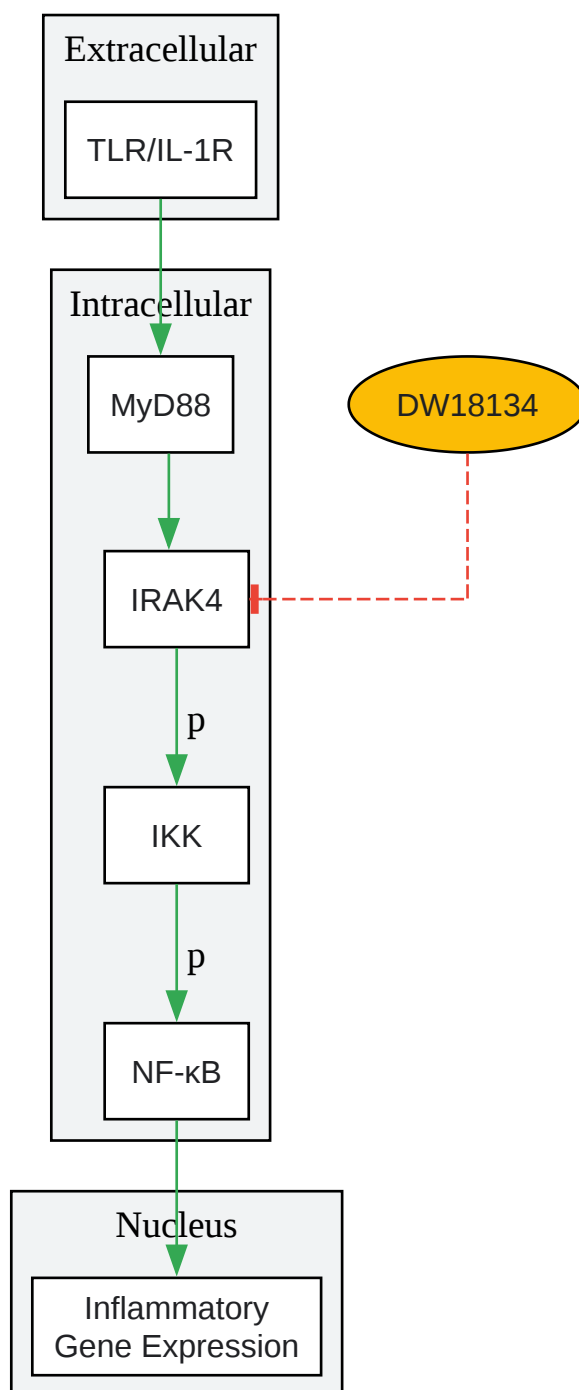 Extracellular
TLR/IL-1R
Intracellular
MyD88
DW18134
IRAK4
p
IKK
p
NF-κB
Nucleus
Inflammatory
Gene Expression